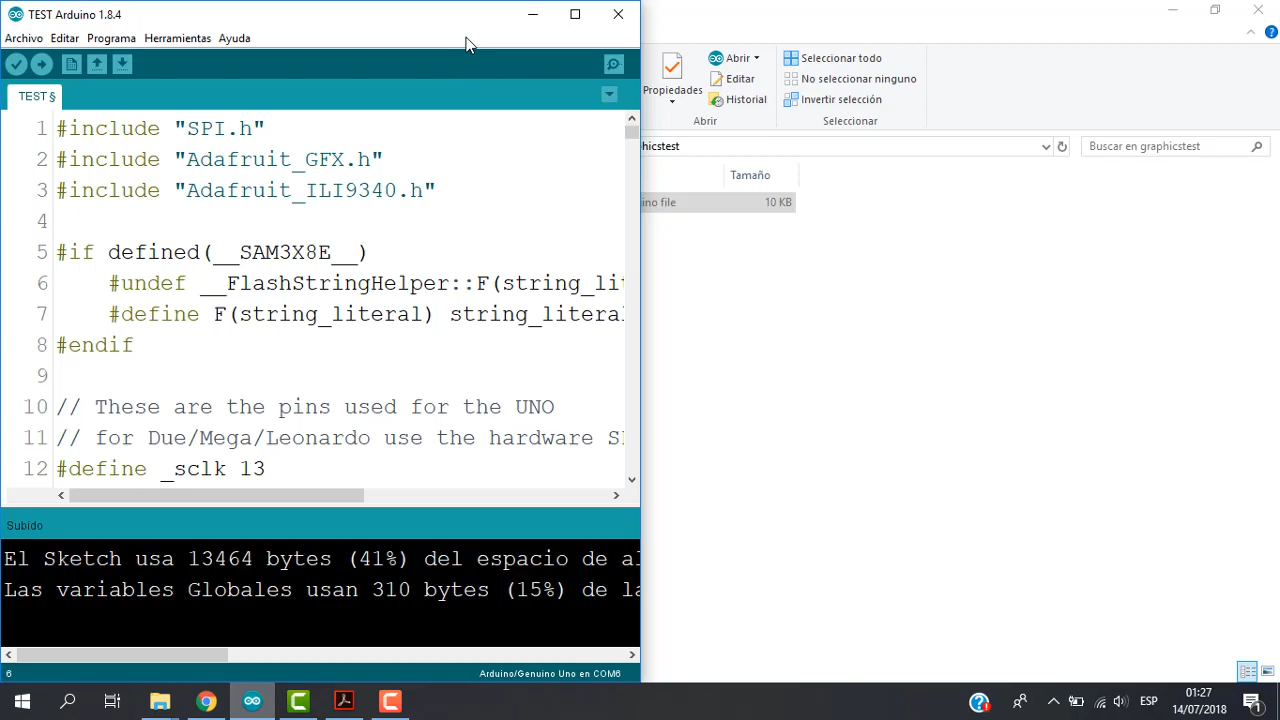 TEST Arduino 1.8.4
Archivo Editar Programa Herramientas Ayuda
TEST §
1 #include "SPI.h"
2 #include "Adafruit_GFX.h"
3 #include "Adafruit_ILI9340.h"
4
5 #if defined(__SAM3X8E__)
6 #undef __FlashStringHelper::F(string_lit
7 #define F(string_literal) string_literal
8 #endif
9
10 // These are the pins used for the UNO
11 // for Due/Mega/Leonardo use the hardware S
12 #define _sclk 13
Subido
El Sketch usa 13464 bytes (41%) del espacio de al
Las variables Globales usan 310 bytes (15%) de la
6 Arduino/Genuino Uno en COM6
Propiedades
Abrir
Editar
Historial
Abrir
Seleccionar todo
No seleccionar ninguno
Invertir selección
Seleccionar
phicstest
Buscar en graphicstest
Tamaño
ino file 10 KB
ESP
01:27
14/07/2018
1